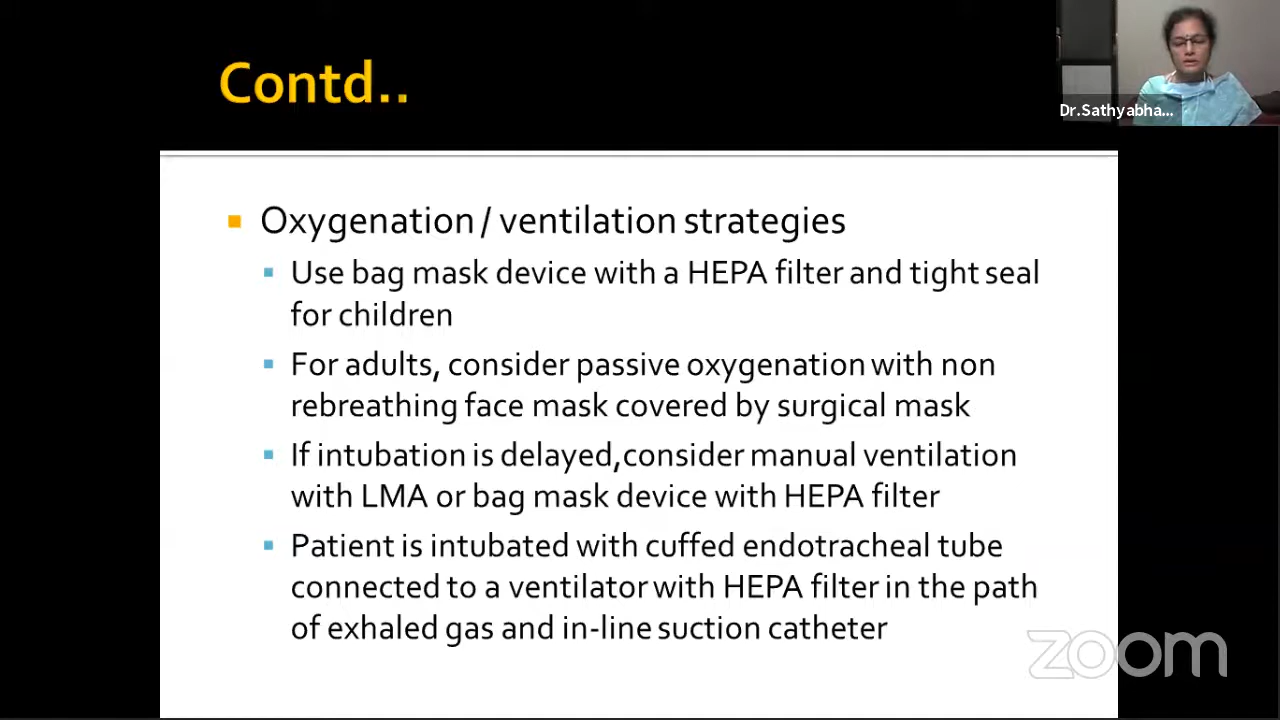 Contd..
Dr.Sathyabha...
Oxygenation / ventilation strategies
Use bag mask device with a HEPA filter and tight seal
for children
For adults, consider passive oxygenation with non
rebreathing face mask covered by surgical mask
If intubation is delayed,consider manual ventilation
with LMA or bag mask device with HEPA filter
Patient is intubated with cuffed endotracheal tube
connected to a ventilator with HEPA filter in the path
of exhaled gas and in-line suction catheter
zoom